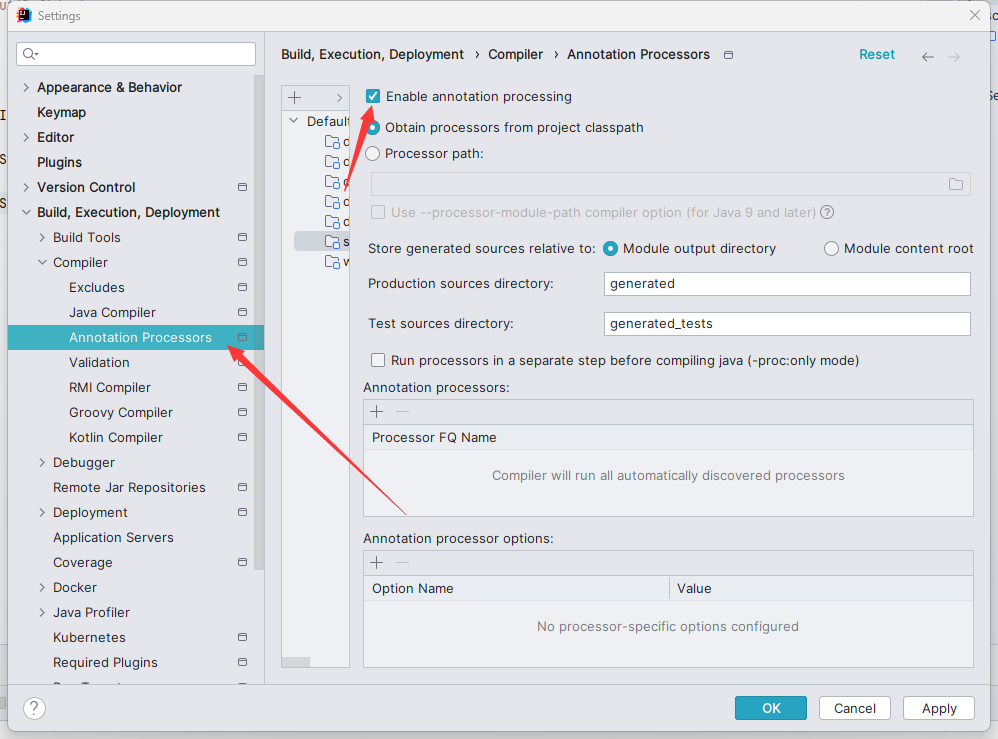 Settings
Build, Execution, Deployment › Compiler › Annotation Processors
Reset
Appearance & Behavior
Keymap
Editor
Plugins
Version Control
Build, Execution, Deployment
Build Tools
Compiler
Excludes
Java Compiler
Annotation Processors
Validation
RMI Compiler
Groovy Compiler
Kotlin Compiler
Debugger
Remote Jar Repositories
Deployment
Application Servers
Coverage
Docker
Java Profiler
Kubernetes
Required Plugins
Default
Enable annotation processing
Obtain processors from project classpath
Processor path:
Use --processor-module-path compiler option (for Java 9 and later)
Store generated sources relative to:
Module output directory
Module content root
Production sources directory:
generated
Test sources directory:
generated_tests
Run processors in a separate step before compiling java (-proc:only mode)
Annotation processors:
Processor FQ Name
Compiler will run all automatically discovered processors
Annotation processor options:
Option Name
Value
No processor-specific options configured
?
OK
Cancel
Apply